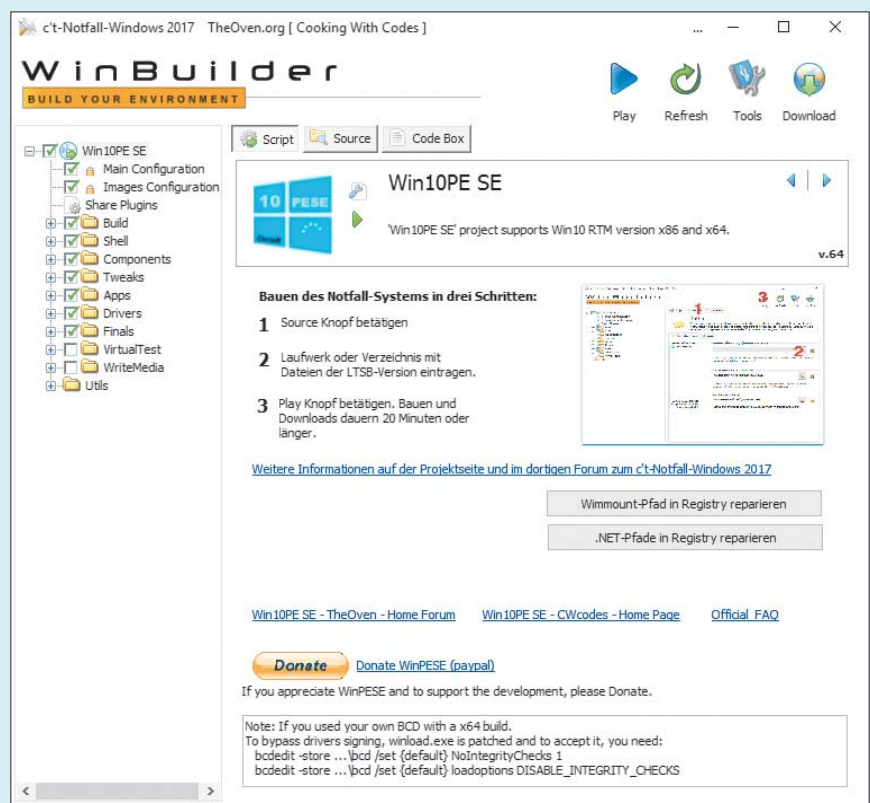 c't-Notfall-Windows 2017 TheOven.org [ Cooking With Codes ]
...
WinBuilder
BUILD YOUR ENVIRONMENT
Play Refresh Tools Download
Win10PE SE
Main Configuration
Images Configuration
Share Plugins
Build
Shell
Components
Tweaks
Apps
Drivers
Finals
VirtualTest
WriteMedia
Utils
Script Source Code Box
10 PESE
Win10PE SE
'Win10PE SE' project supports Win10 RTM version x86 and x64.
v.64
Bauen des Notfall-Systems in drei Schritten:
1 Source Knopf betätigen
2 Laufwerk oder Verzeichnis mit
Dateien der LTSB-Version eintragen.
3 Play Knopf betätigen. Bauen und
Downloads dauern 20 Minuten oder
länger.
3
1
2
Weitere Informationen auf der Projektseite und im dortigen Forum zum c't-Notfall-Windows 2017
Wimmount-Pfad in Registry reparieren
.NET-Pfade in Registry reparieren
Win10PE SE - TheOven - Home Forum Win10PE SE - CWcodes - Home Page Official FAQ
Donate Donate WinPESE (paypal)
If you appreciate WinPESE and to support the development, please Donate.
Note: If you used your own BCD with a x64 build.
To bypass drivers signing, winload.exe is patched and to accept it, you need:
bcdedit -store ...\bcd /set {default} NoIntegrityChecks 1
bcdedit -store ...\bcd /set {default} loadoptions DISABLE_INTEGRITY_CHECKS